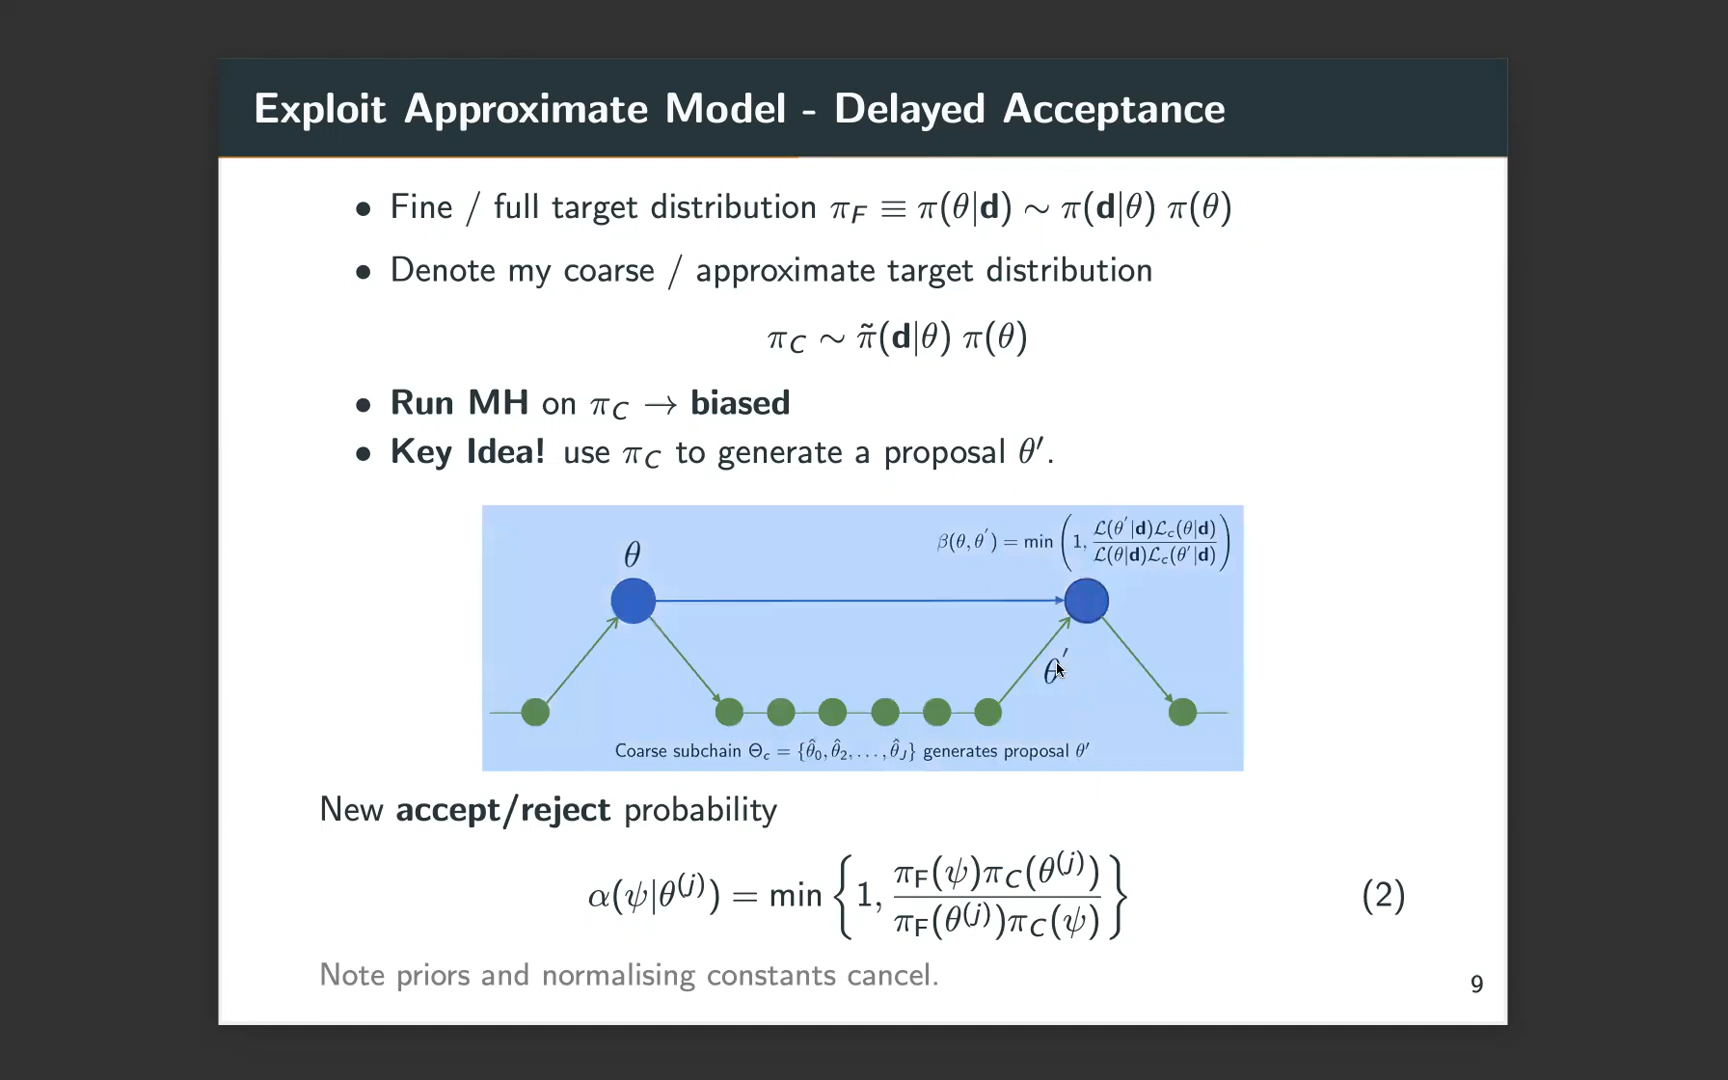 Exploit Approximate Model - Delayed Acceptance
• Fine / full target distribution π_F ≡ π(θ|d) ∼ π(d|θ) π(θ)
• Denote my coarse / approximate target distribution
π_C ∼ π̃(d|θ) π(θ)
• Run MH on π_C → biased
• Key Idea! use π_C to generate a proposal θ′.
β(θ, θ′) = min (1, ℒ(θ′|d)ℒ_c(θ|d) / ℒ(θ|d)ℒ_c(θ′|d))
θ
θ′
Coarse subchain Θ_c = {θ̂_0, θ̂_2, . . . , θ̂_J} generates proposal θ′
New accept/reject probability
α(ψ|θ^(j)) = min {1, π_F(ψ)π_C(θ^(j)) / π_F(θ^(j))π_C(ψ)} (2)
Note priors and normalising constants cancel.
9